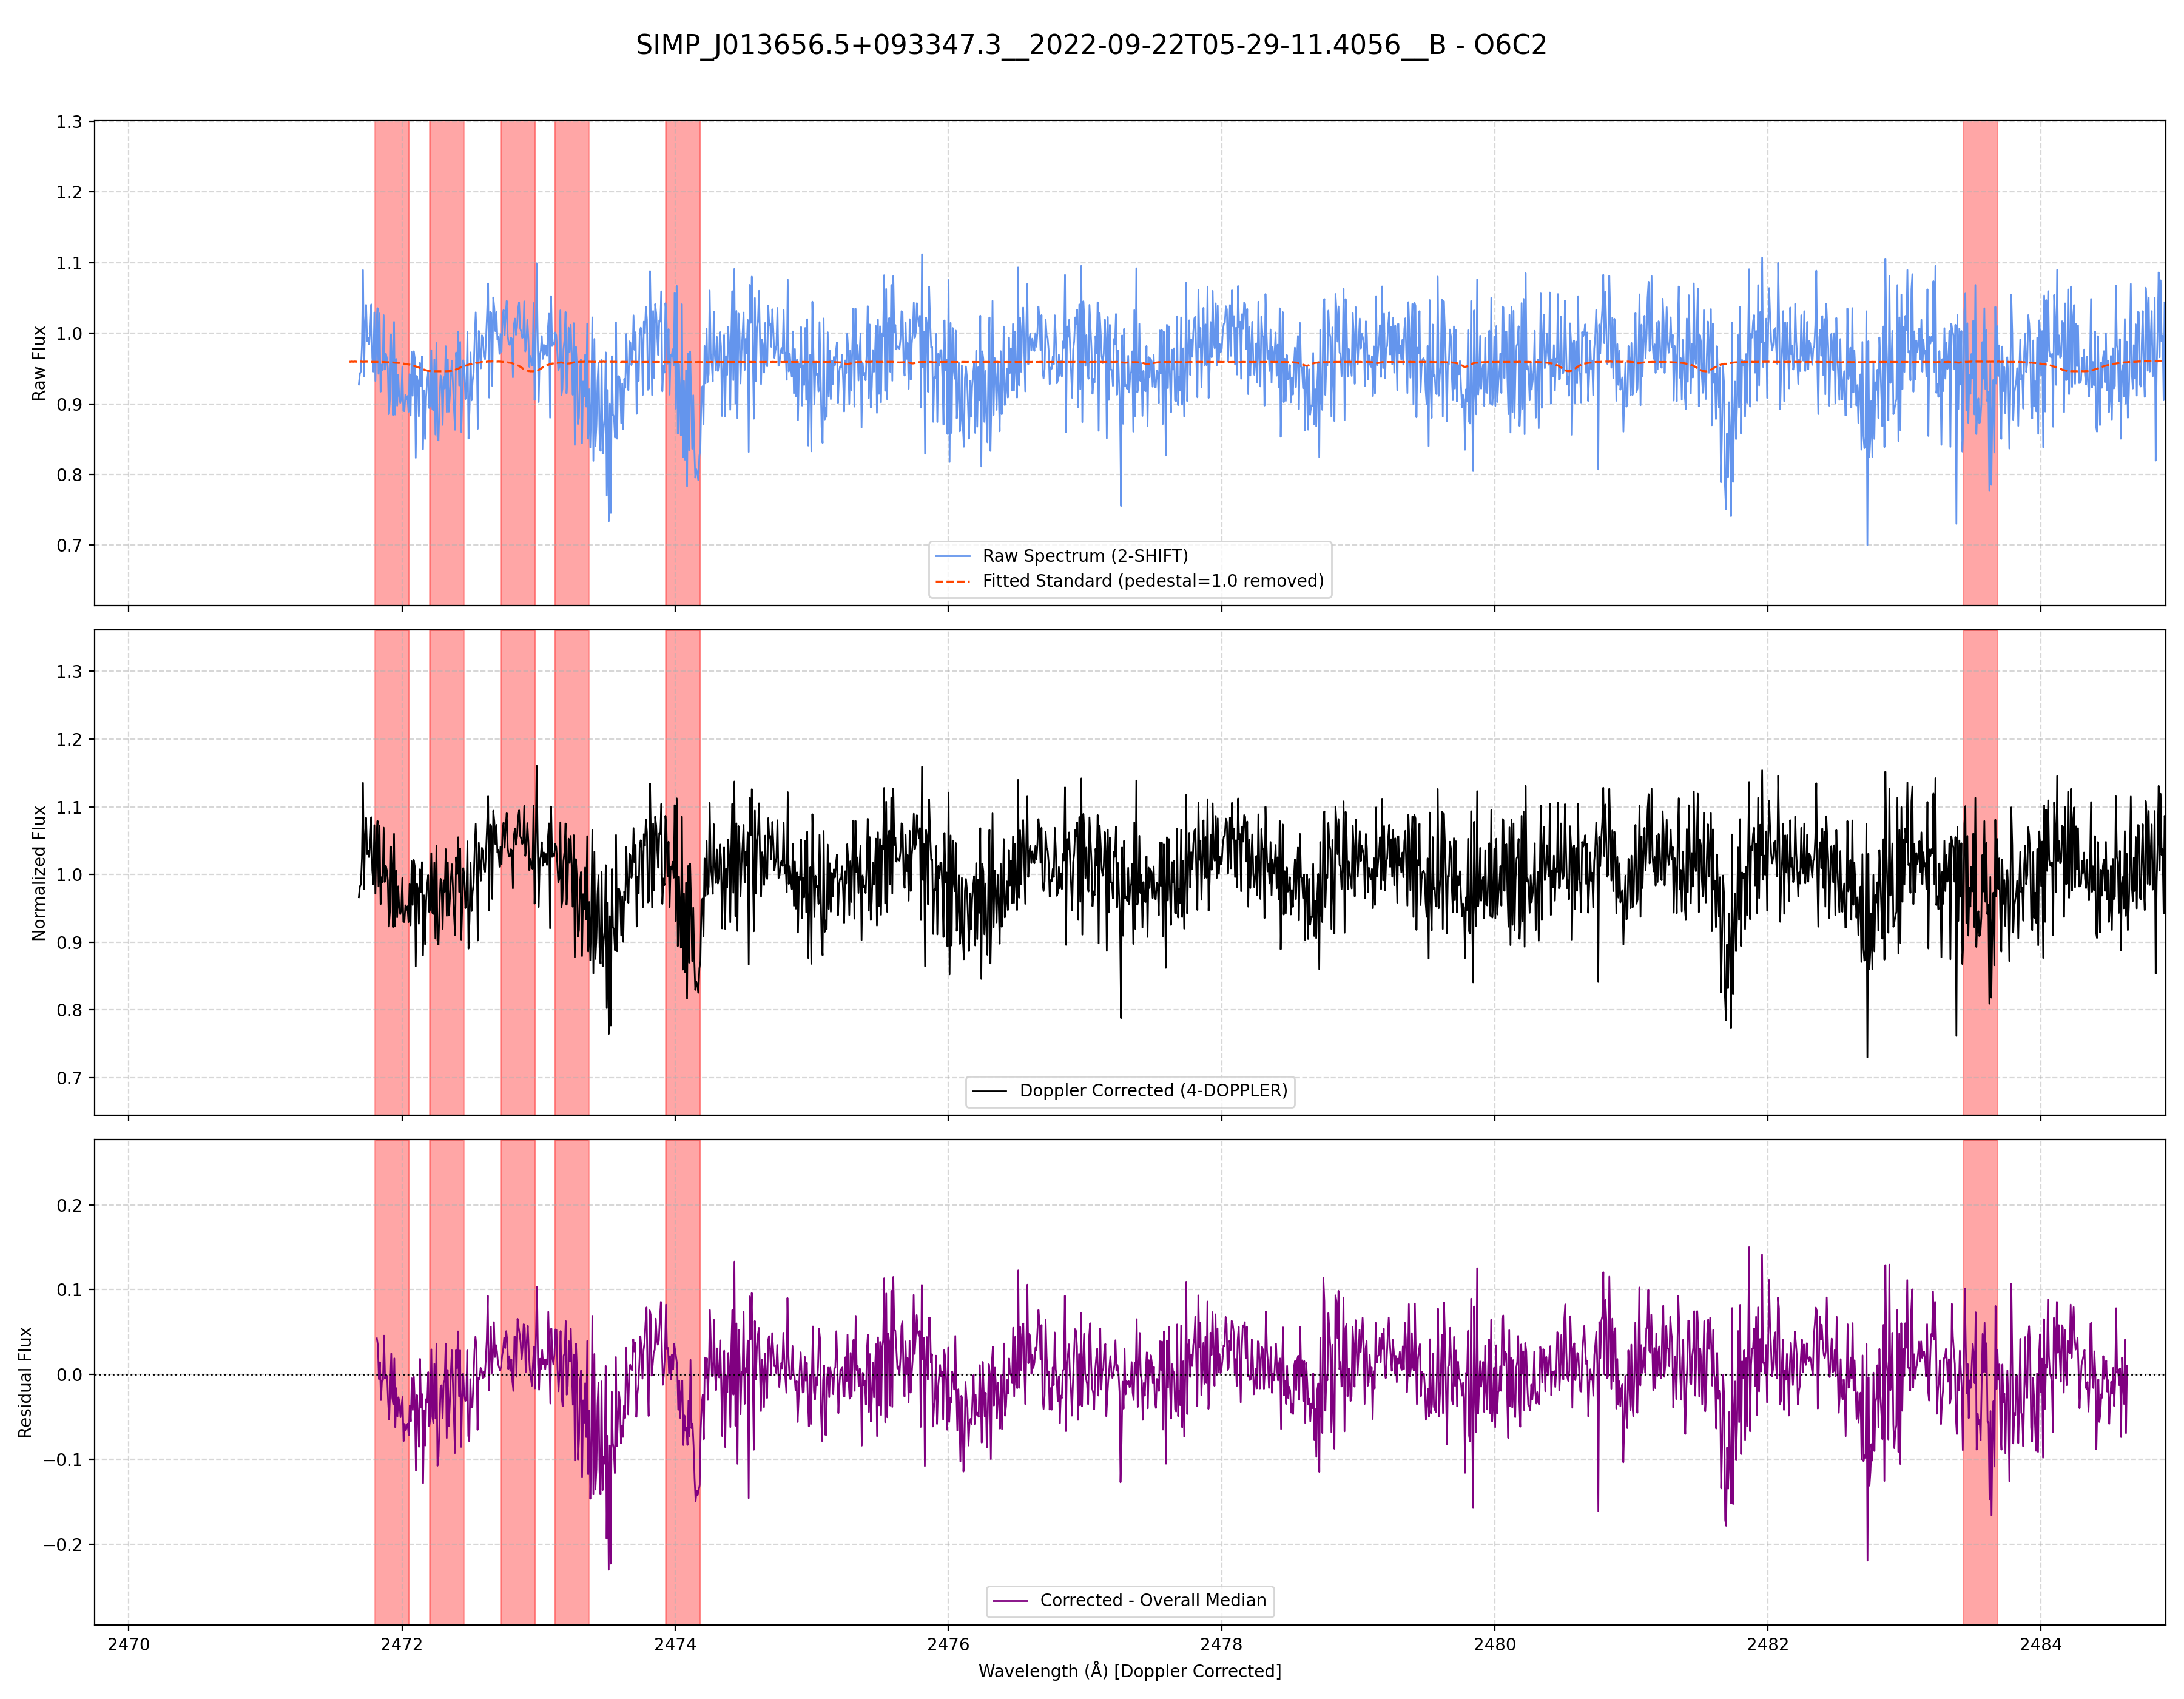 SIMP_J013656.5+093347.3__2022-09-22T05-29-11.4056__B - O6C2
1.3
1.2
1.1
1.0
0.9
0.8
0.7
Raw Flux
Raw Spectrum (2-SHIFT)
Fitted Standard (pedestal=1.0 removed)
1.3
1.2
1.1
1.0
0.9
0.8
0.7
Normalized Flux
Doppler Corrected (4-DOPPLER)
0.2
0.1
0.0
−0.1
−0.2
Residual Flux
Corrected - Overall Median
2470 2472 2474 2476 2478 2480 2482 2484
Wavelength (Å) [Doppler Corrected]